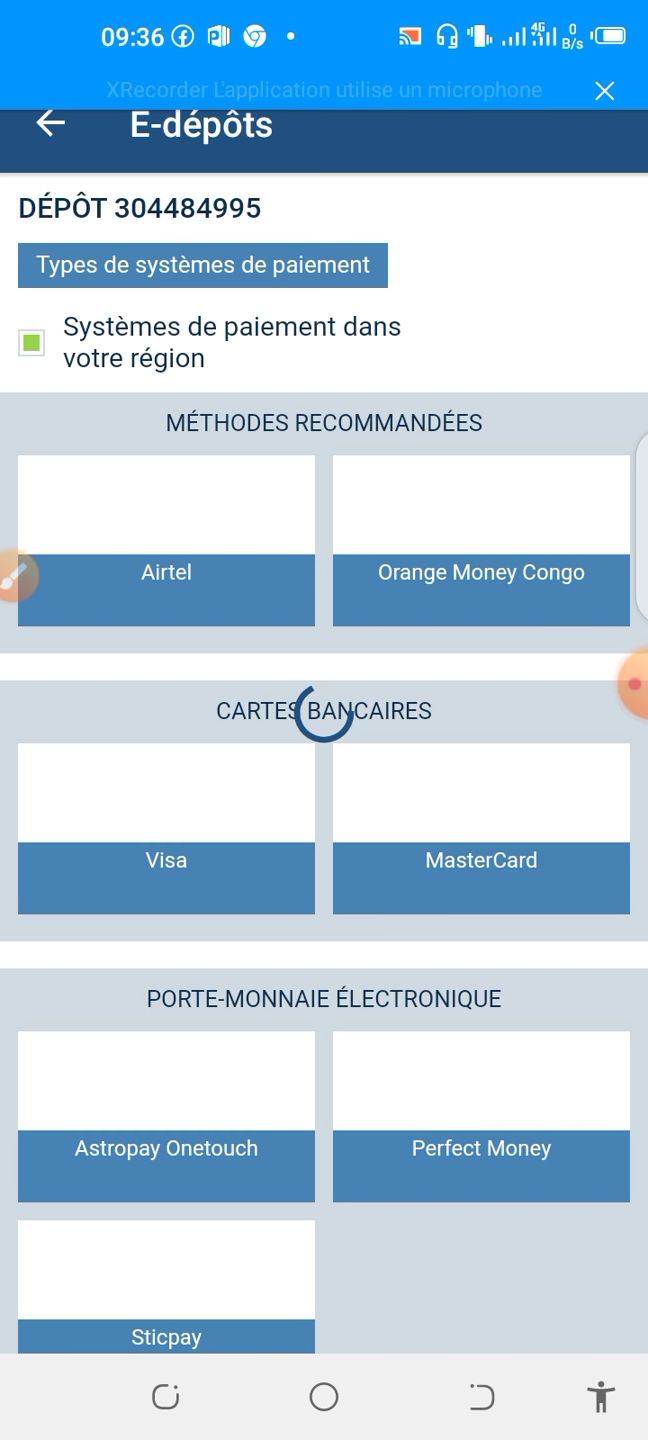 09:36
4G
0
B/s
XRecorder L'application utilise un microphone
E-dépôts
DÉPÔT 304484995
Types de systèmes de paiement
Systèmes de paiement dans
votre région
MÉTHODES RECOMMANDÉES
Airtel
Orange Money Congo
CARTES BANCAIRES
Visa
MasterCard
PORTE-MONNAIE ÉLECTRONIQUE
Astropay Onetouch
Perfect Money
Sticpay